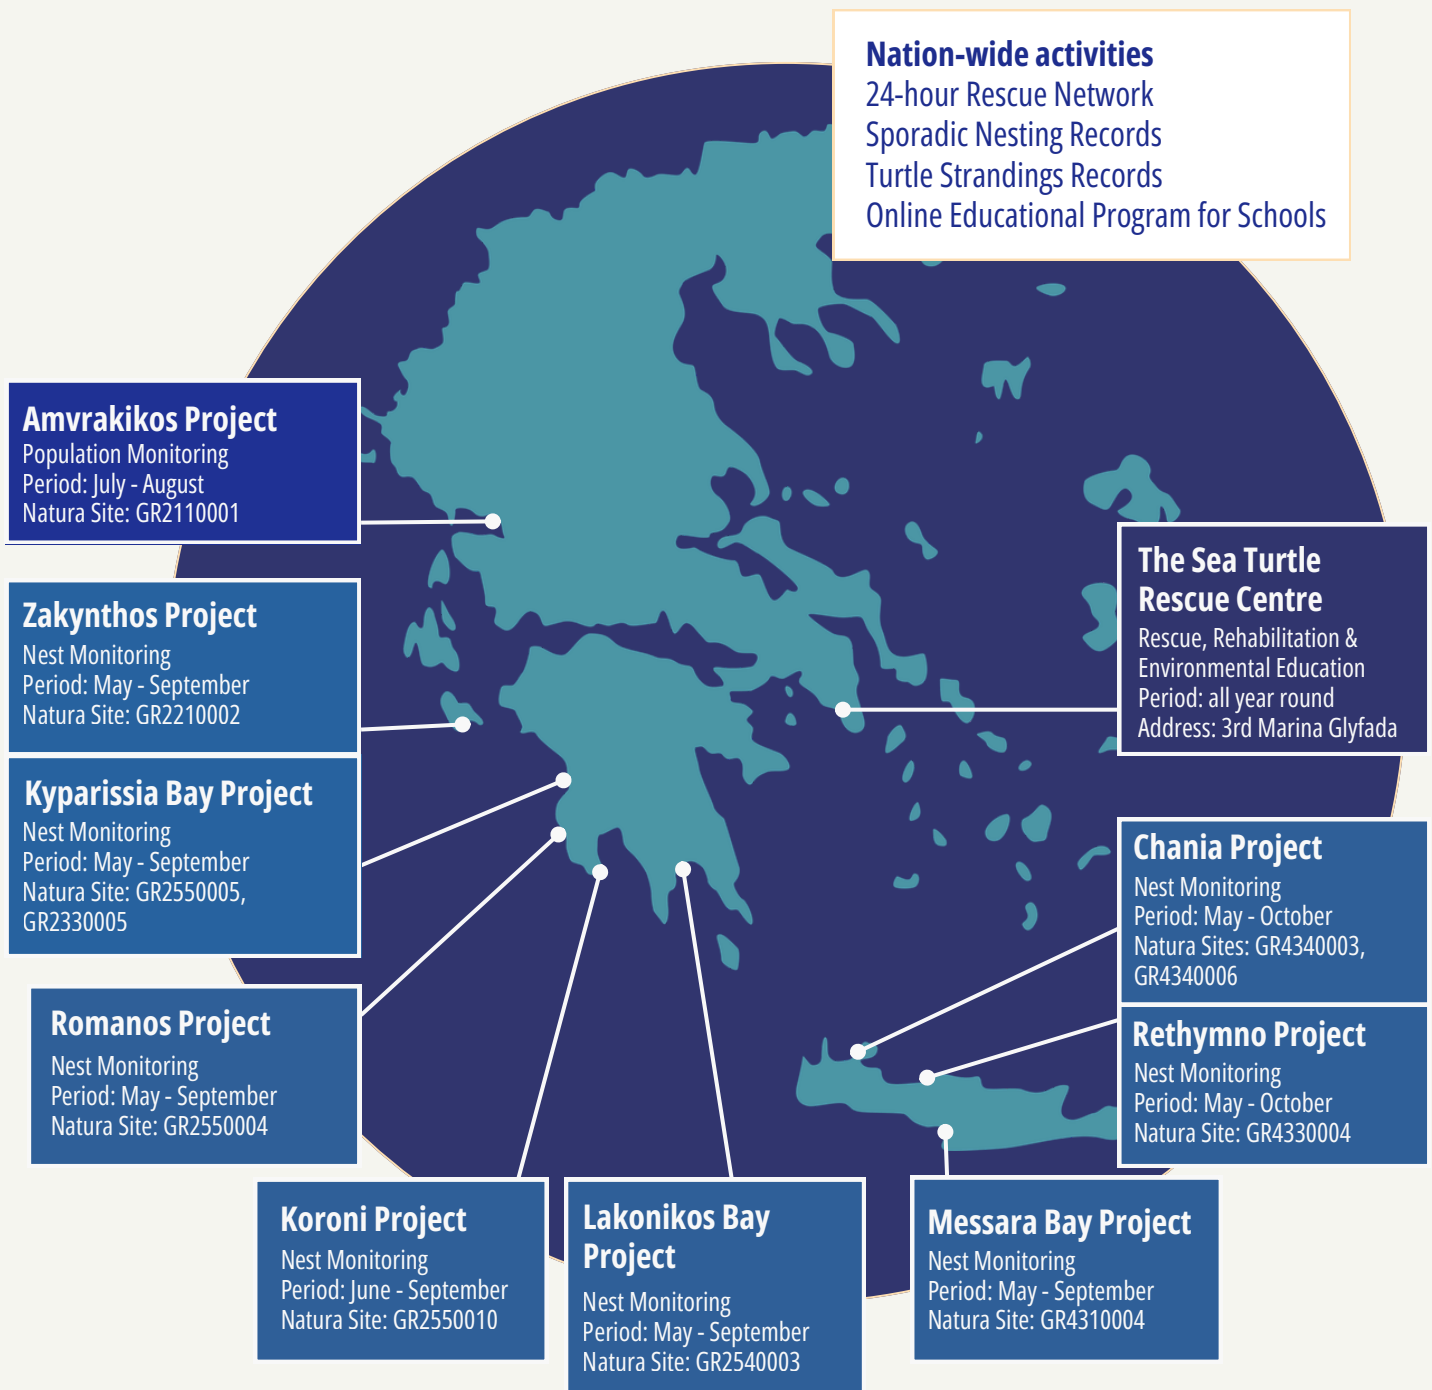 Nation-wide activities
24-hour Rescue Network
Sporadic Nesting Records
Turtle Strandings Records
Online Educational Program for Schools
Amvrakikos Project
Population Monitoring
Period: July - August
Natura Site: GR2110001
Zakynthos Project
Nest Monitoring
Period: May - September
Natura Site: GR2210002
Kyparissia Bay Project
Nest Monitoring
Period: May - September
Natura Site: GR2550005,
GR2330005
Romanos Project
Nest Monitoring
Period: May - September
Natura Site: GR2550004
Koroni Project
Nest Monitoring
Period: June - September
Natura Site: GR2550010
Lakonikos Bay
Project
Nest Monitoring
Period: May - September
Natura Site: GR2540003
Messara Bay Project
Nest Monitoring
Period: May - September
Natura Site: GR4310004
The Sea Turtle
Rescue Centre
Rescue, Rehabilitation &
Environmental Education
Period: all year round
Address: 3rd Marina Glyfada
Chania Project
Nest Monitoring
Period: May - October
Natura Sites: GR4340003,
GR4340006
Rethymno Project
Nest Monitoring
Period: May - October
Natura Site: GR4330004